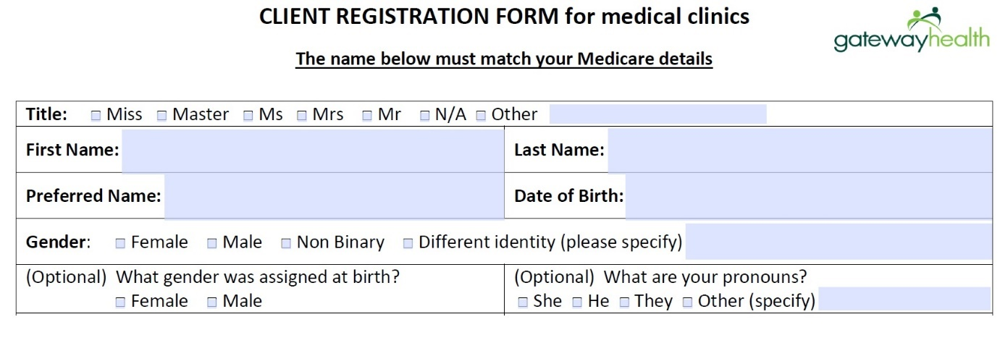 CLIENT REGISTRATION FORM for medical clinics
gatewayhealth
The name below must match your Medicare details
Title: Miss Master Ms Mrs Mr N/A Other
First Name: Last Name:
Preferred Name: Date of Birth:
Gender: Female Male Non Binary Different identity (please specify)
(Optional) What gender was assigned at birth?
Female Male
(Optional) What are your pronouns?
She He They Other (specify)